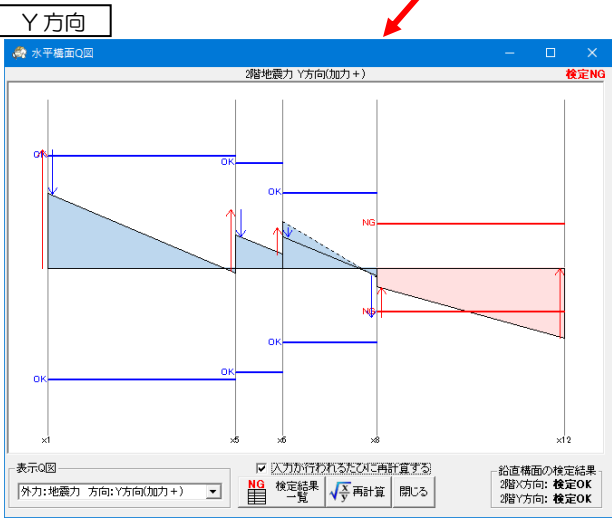 Y方向
水平構面Q図
2階地震力 Y方向(加力+)
検定NG
OK
OK
OK
NG
NG
OK
OK
OK
x1
x5
x6
x8
x12
表示Q図
外力:地震力 方向:Y方向(加力+)
入力が行われるたびに再計算する
NG 検定結果一覧
√x/y 再計算
閉じる
鉛直構面の検定結果
2階X方向: 検定OK
2階Y方向: 検定OK